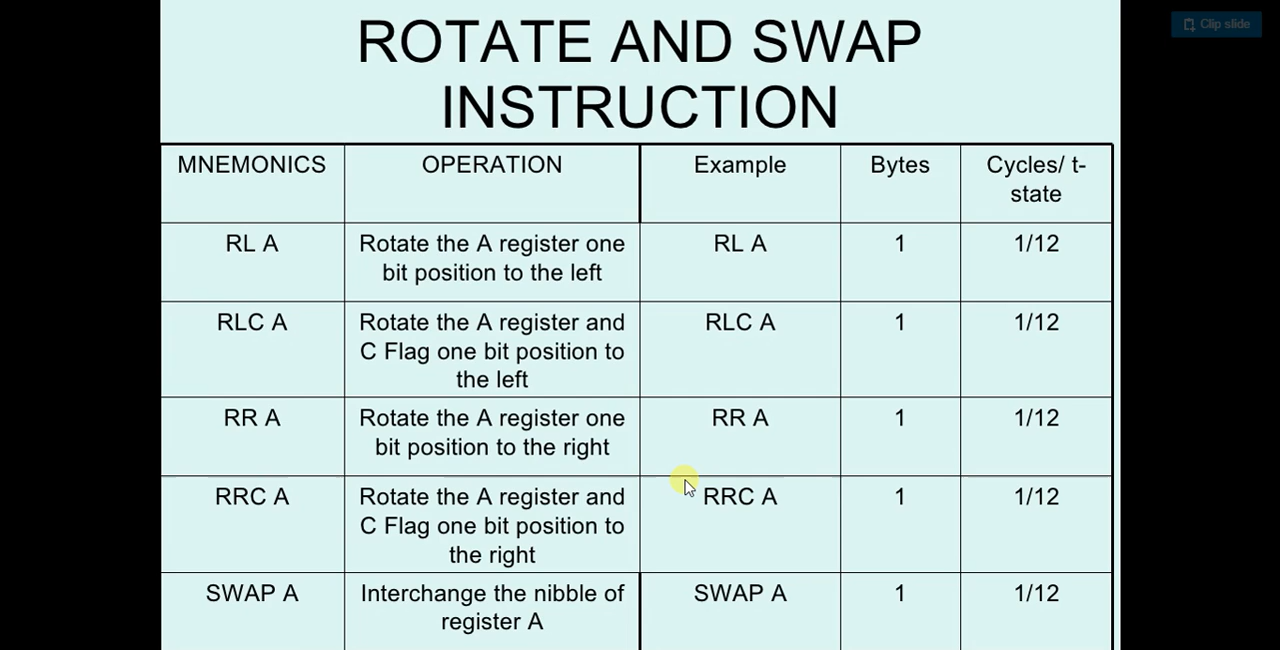 Clip slide
ROTATE AND SWAP
INSTRUCTION
MNEMONICS OPERATION Example Bytes Cycles/ t-
state
RL A Rotate the A register one RL A 1 1/12
bit position to the left
RLC A Rotate the A register and RLC A 1 1/12
C Flag one bit position to
the left
RR A Rotate the A register one RR A 1 1/12
bit position to the right
RRC A Rotate the A register and RRC A 1 1/12
C Flag one bit position to
the right
SWAP A Interchange the nibble of SWAP A 1 1/12
register A